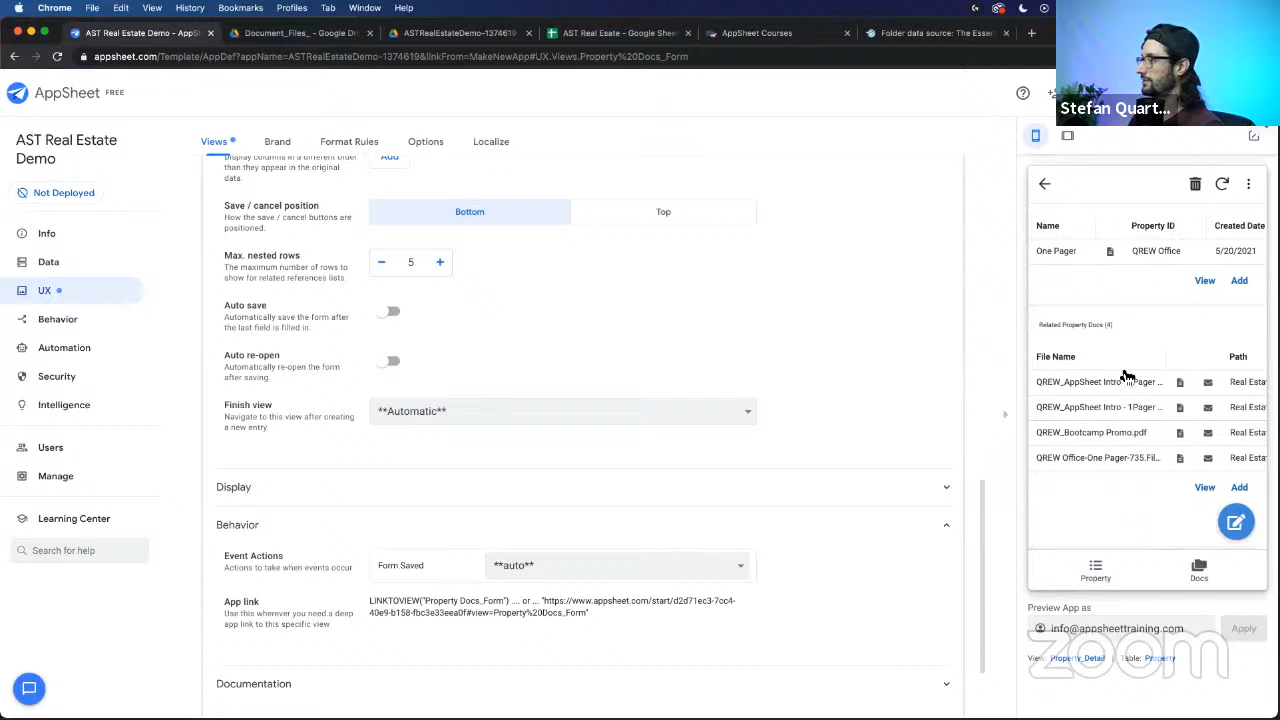 Chrome File Edit View History Bookmarks Profiles Tab Window Help
AST Real Estate Demo - AppSh
Document_Files_ - Google Dri
ASTRealEstateDemo-1374619
AST Real Esate - Google Shee
AppSheet Courses
Folder data source: The Essen
appsheet.com/Template/AppDef?appName=ASTRealEstateDemo-1374619&linkFrom=MakeNewApp#UX.Views.Property%20Docs_Form
Stefan Quart...
AppSheet FREE
AST Real Estate
Demo
Not Deployed
Info
Data
UX
Behavior
Automation
Security
Intelligence
Users
Manage
Learning Center
Search for help
Views
Brand
Format Rules
Options
Localize
Display columns in a different order
than they appear in the original
data.
Add
Save / cancel position
How the save / cancel buttons are
positioned.
Bottom
Top
Max. nested rows
The maximum number of rows to
show for related references lists
5
Auto save
Automatically save the form after
the last field is filled in.
Auto re-open
Automatically re-open the form
after saving.
Finish view
Navigate to this view after creating
a new entry.
**Automatic**
Display
Behavior
Event Actions
Actions to take when events occur
Form Saved
**auto**
App link
Use this wherever you need a deep
app link to this specific view
LINKTOVIEW("Property Docs_Form") .... or ... "https://www.appsheet.com/start/d2d71ec3-7cc4-
40e9-b158-fbc3e33eea0f#view=Property%20Docs_Form"
Documentation
Name Property ID Created Date
One Pager QREW Office 5/20/2021
View Add
Related Property Docs (4)
File Name Path
QREW_AppSheet Intro - 1Pager ... Real Esta
QREW_AppSheet Intro - 1Pager ... Real Esta
QREW_Bootcamp Promo.pdf Real Esta
QREW Office-One Pager-735.Fil... Real Esta
View Add
Property
Docs
Preview App as
info@appsheettraining.com
Apply
zoom
View: Property_Detail | Table: Property